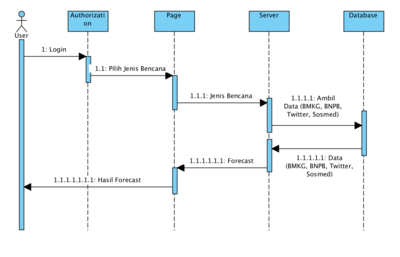 Authorizati
on
Page
Server
Database
User
1: Login
1.1: Pilih Jenis Bencana
1.1.1: Jenis Bencana
1.1.1.1: Ambil
Data (BMKG, BNPB,
Twitter, Sosmed)
1.1.1.1.1: Data
(BMKG, BNPB, Twitter,
Sosmed)
1.1.1.1.1.1: Forecast
1.1.1.1.1.1.1: Hasil Forecast